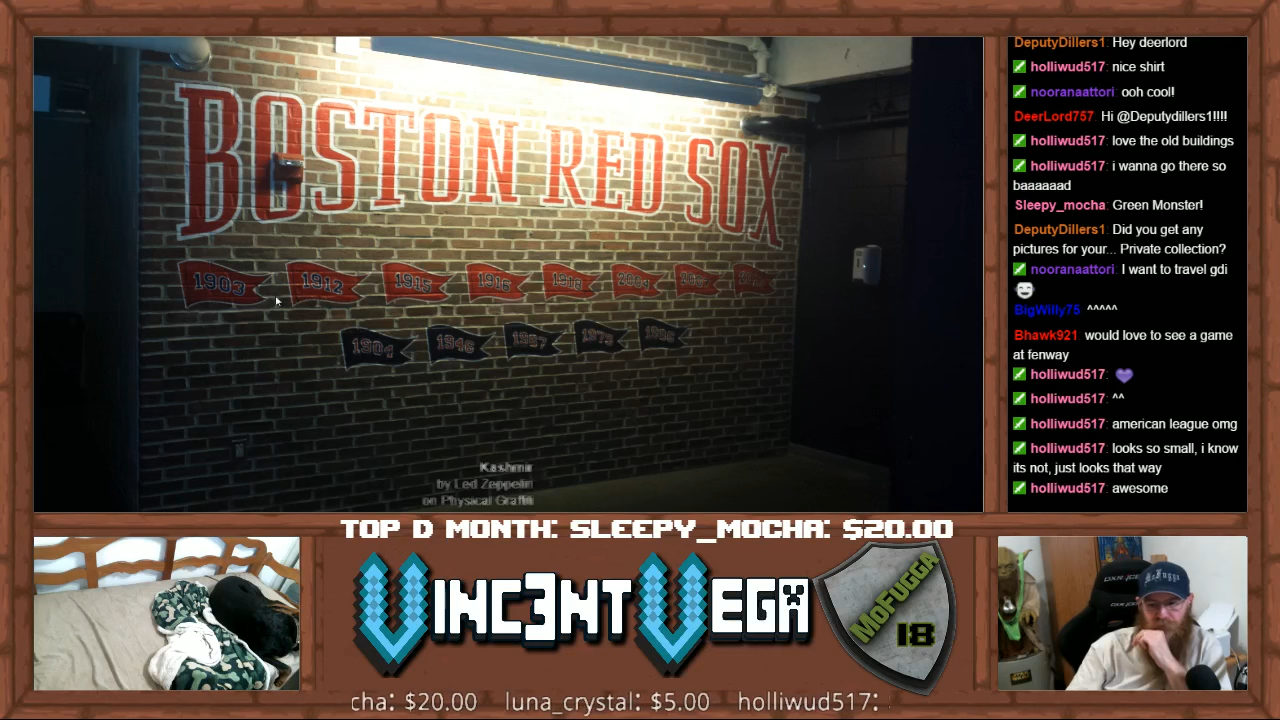 BOSTON RED SOX
1903 1912 1915 1916 1918 2004 2007
1904 1946 1967 1975 1986
Kashmir
by Led Zeppelin
on Physical Graffiti
DeputyDillers1: Hey deerlord
holliwud517: nice shirt
nooranaattori: ooh cool!
DeerLord757: Hi @Deputydillers1!!!!
holliwud517: love the old buildings
holliwud517: i wanna go there so
baaaaaad
Sleepy_mocha: Green Monster!
DeputyDillers1: Did you get any
pictures for your... Private collection?
nooranaattori: I want to travel gdi
BigWilly75: ^^^^^
Bhawk921: would love to see a game
at fenway
holliwud517:
holliwud517: ^^
holliwud517: american league omg
holliwud517: looks so small, i know
its not, just looks that way
holliwud517: awesome
TOP D MONTH: SLEEPY_MOCHA: $20.00
VINC3NTVEGA
MOFUGGA
18
cha: $20.00 luna_crystal: $5.00 holliwud517: